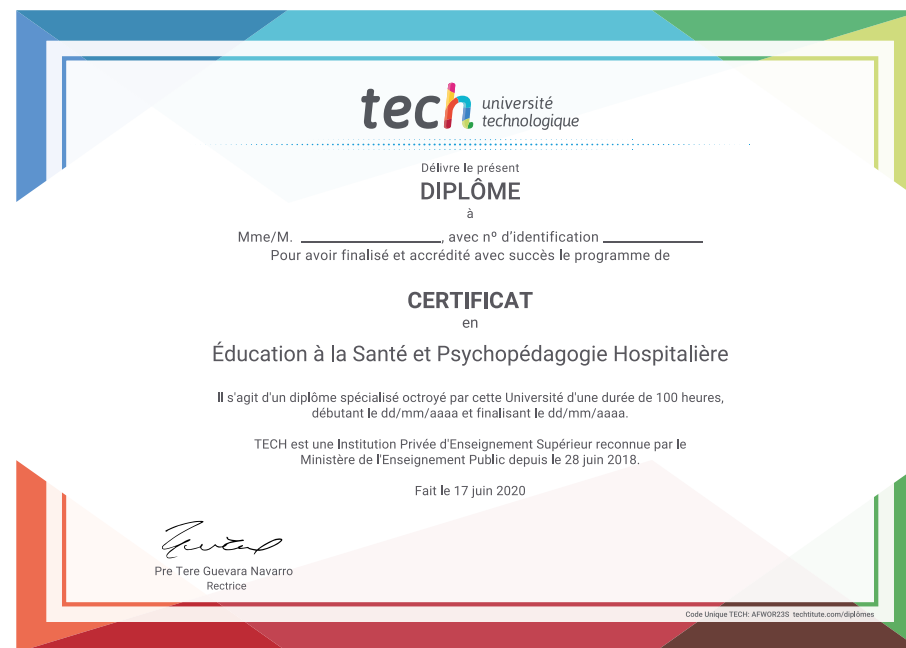 tech université
technologique
Délivre le présent
DIPLÔME
à
Mme/M. ____________________, avec nº d'identification ______________
Pour avoir finalisé et accrédité avec succès le programme de
CERTIFICAT
en
Éducation à la Santé et Psychopédagogie Hospitalière
Il s'agit d'un diplôme spécialisé octroyé par cette Université d'une durée de 100 heures,
débutant le dd/mm/aaaa et finalisant le dd/mm/aaaa.
TECH est une Institution Privée d'Enseignement Supérieur reconnue par le
Ministère de l'Enseignement Public depuis le 28 juin 2018.
Fait le 17 juin 2020
Pre Tere Guevara Navarro
Rectrice
Code Unique TECH: AFWOR23S techtitute.com/diplômes